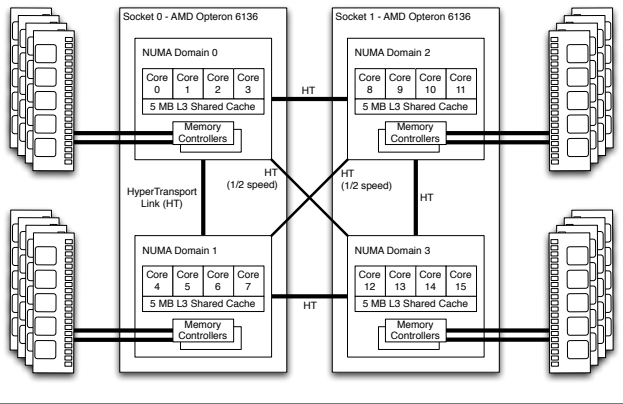 Socket 0 - AMD Opteron 6136
Socket 1 - AMD Opteron 6136
NUMA Domain 0
Core 0
Core 1
Core 2
Core 3
5 MB L3 Shared Cache
Memory Controllers
HT
NUMA Domain 2
Core 8
Core 9
Core 10
Core 11
5 MB L3 Shared Cache
Memory Controllers
HyperTransport
Link (HT)
HT
(1/2 speed)
HT
(1/2 speed)
HT
NUMA Domain 1
Core 4
Core 5
Core 6
Core 7
5 MB L3 Shared Cache
Memory Controllers
HT
NUMA Domain 3
Core 12
Core 13
Core 14
Core 15
5 MB L3 Shared Cache
Memory Controllers